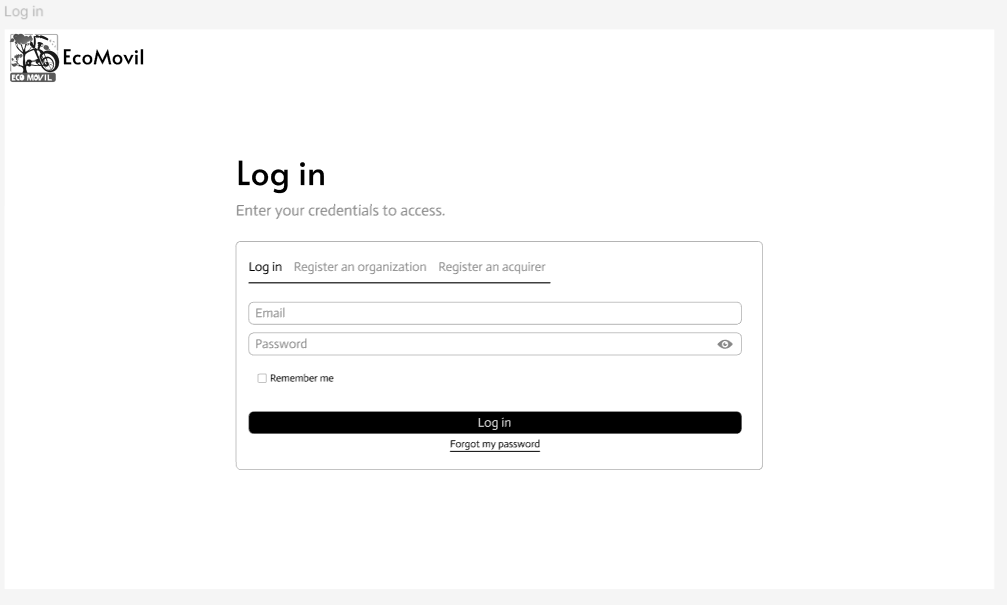 Log in
ECO MOVIL
EcoMovil
Log in
Enter your credentials to access.
Log in Register an organization Register an acquirer
Email
Password
Remember me
Log in
Forgot my password